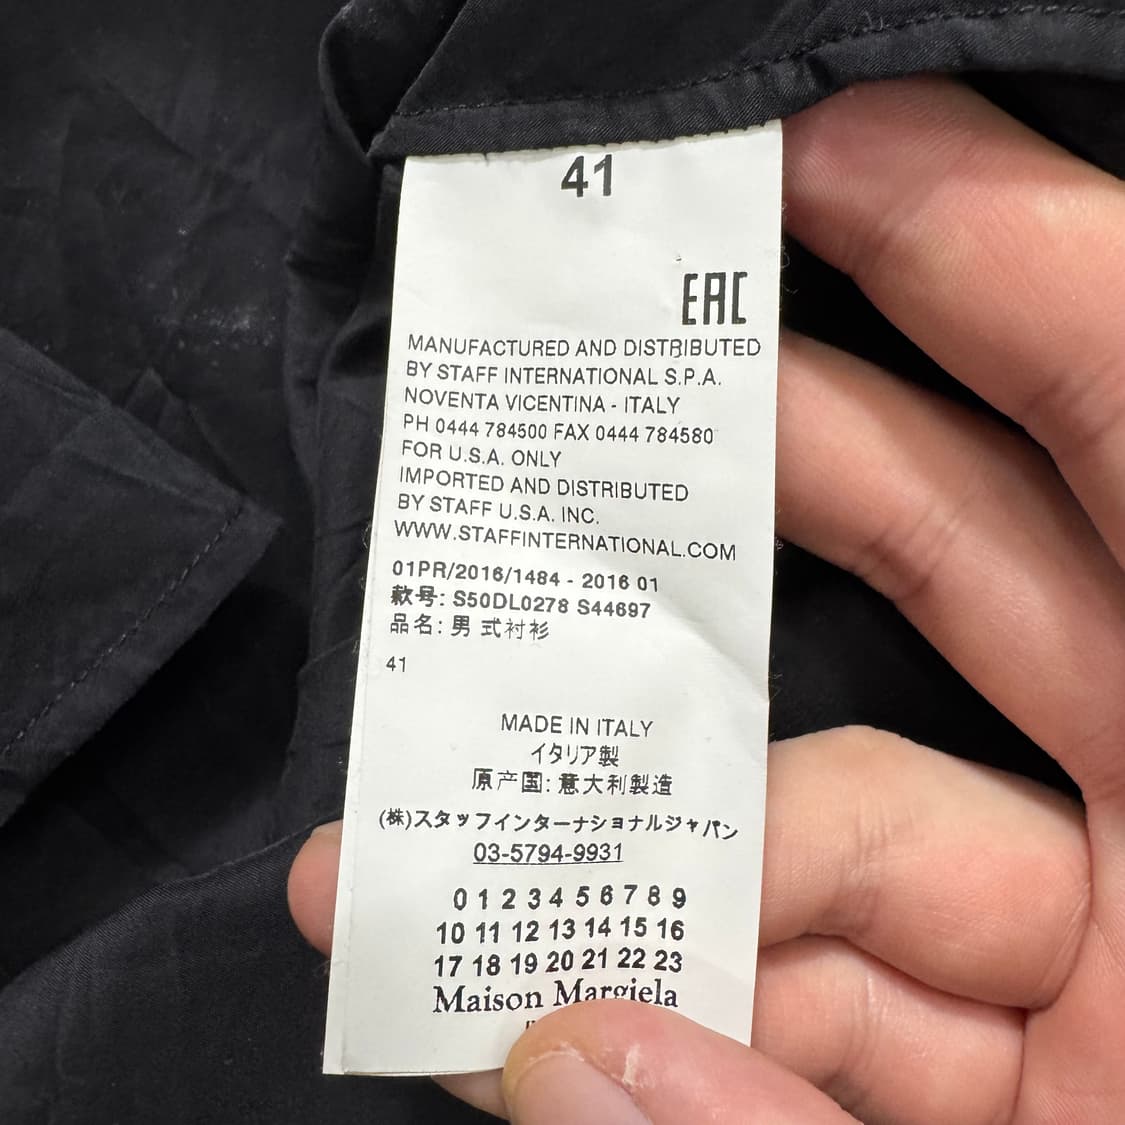 41
EAC
MANUFACTURED AND DISTRIBUTED
BY STAFF INTERNATIONAL S.P.A.
NOVENTA VICENTINA - ITALY
PH 0444 784500 FAX 0444 784580
FOR U.S.A. ONLY
IMPORTED AND DISTRIBUTED
BY STAFF U.S.A. INC.
WWW.STAFFINTERNATIONAL.COM
01PR/2016/1484 - 2016 01
款号: S50DL0278 S44697
品名: 男 式衬衫
41
MADE IN ITALY
イタリア製
原产国: 意大利製造
(株)スタッフインターナショナルジャパン
03-5794-9931
0 1 2 3 4 5 6 7 8 9
10 11 12 13 14 15 16
17 18 19 20 21 22 23
Maison Margiela